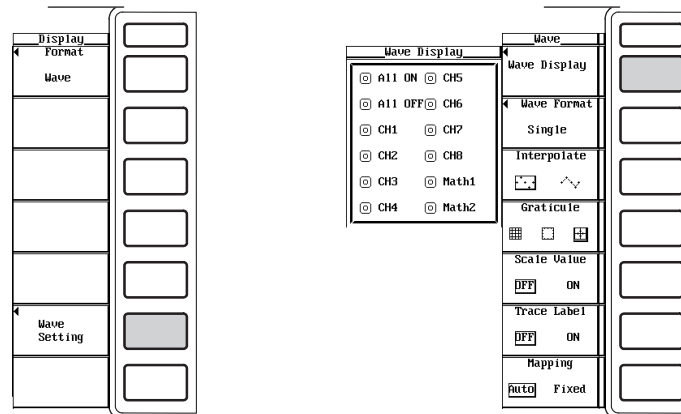 Display
Format
Wave
Wave
Setting
Wave Display
All ON CH5
All OFF CH6
CH1 CH7
CH2 CH8
CH3 Math1
CH4 Math2
Wave
Wave Display
Wave Format
Single
Interpolate
Graticule
Scale Value
OFF ON
Trace Label
OFF ON
Mapping
Auto Fixed